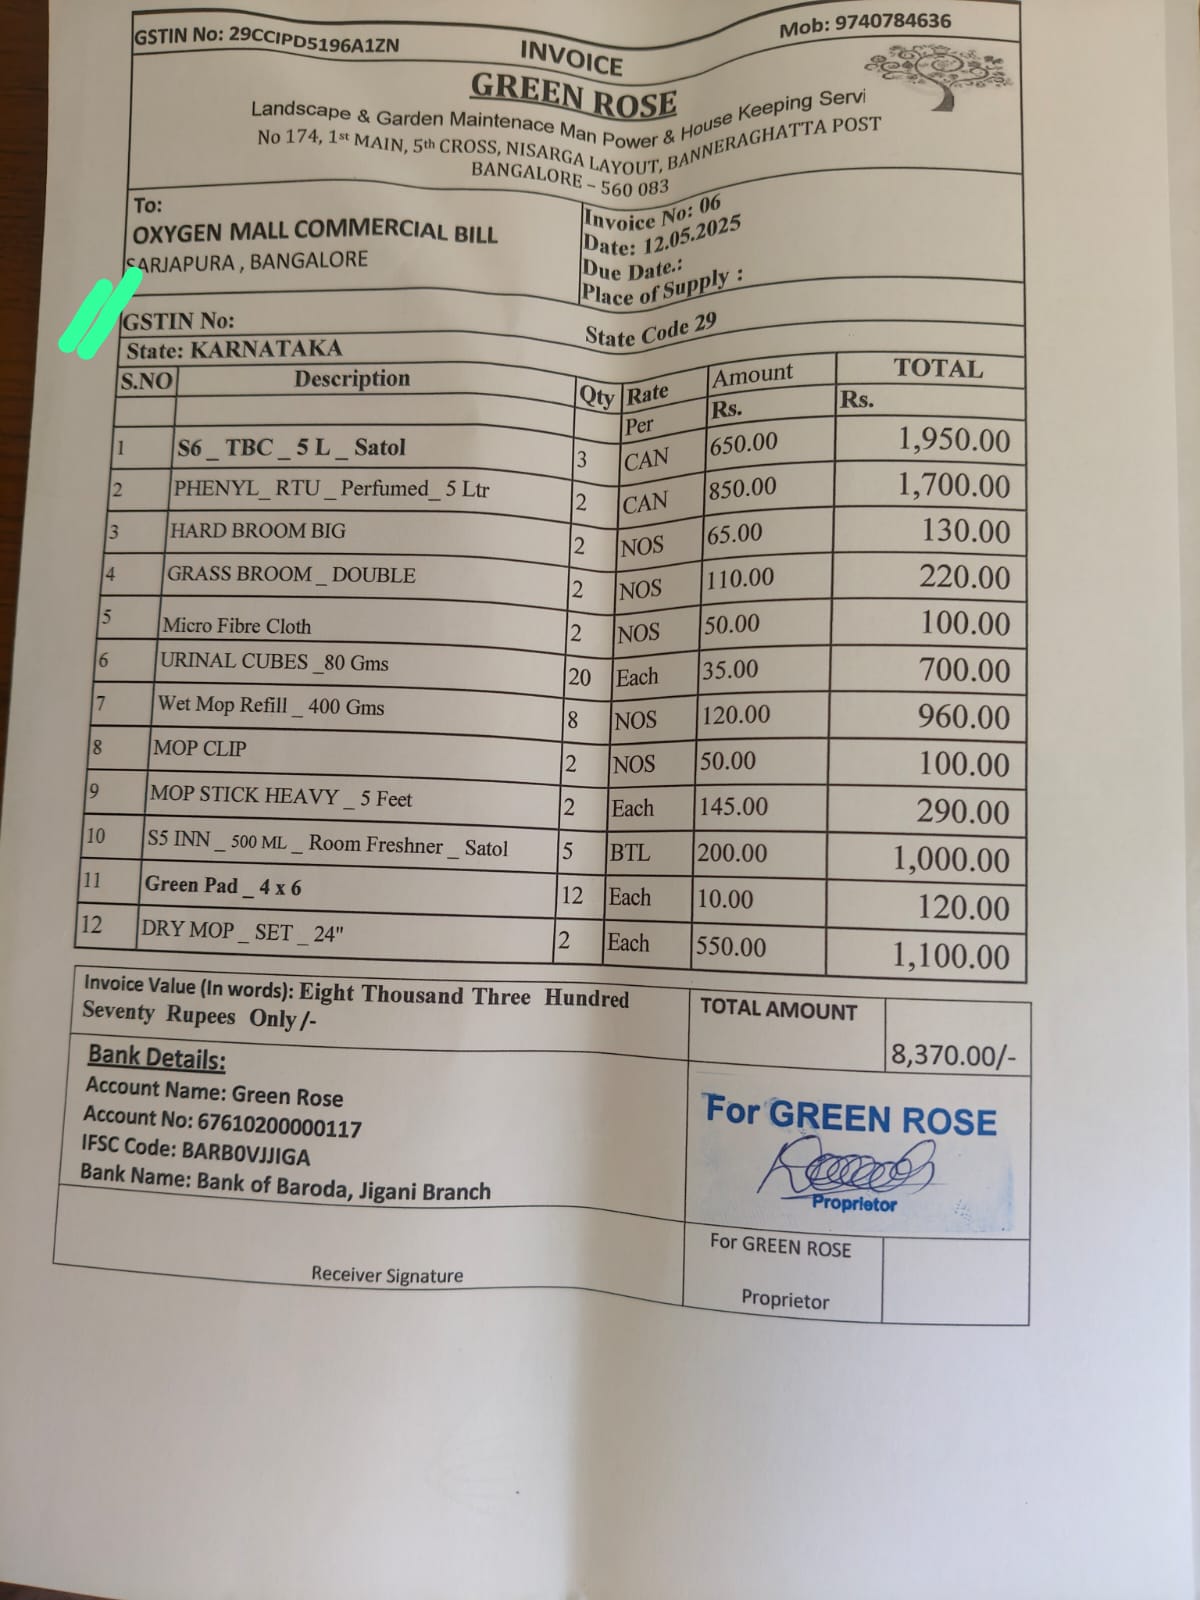 GSTIN No: 29CCIPD5196A1ZN
INVOICE
Mob: 9740784636
GREEN ROSE
Landscape & Garden Maintenace Man Power & House Keeping Servi
No 174, 1st MAIN, 5th CROSS, NISARGA LAYOUT, BANNERAGHATTA POST
BANGALORE – 560 083
To:
OXYGEN MALL COMMERCIAL BILL
SARJAPURA , BANGALORE
Invoice No: 06
Date: 12.05.2025
Due Date.:
Place of Supply :
GSTIN No:
State Code 29
State: KARNATAKA
S.NO Description Qty Rate Amount TOTAL
Per Rs. Rs.
1 S6 _ TBC _ 5 L _ Satol 3 CAN 650.00 1,950.00
2 PHENYL_ RTU _ Perfumed_ 5 Ltr 2 CAN 850.00 1,700.00
3 HARD BROOM BIG 2 NOS 65.00 130.00
4 GRASS BROOM _ DOUBLE 2 NOS 110.00 220.00
5 Micro Fibre Cloth 2 NOS 50.00 100.00
6 URINAL CUBES _80 Gms 20 Each 35.00 700.00
7 Wet Mop Refill _ 400 Gms 8 NOS 120.00 960.00
8 MOP CLIP 2 NOS 50.00 100.00
9 MOP STICK HEAVY _ 5 Feet 2 Each 145.00 290.00
10 S5 INN _ 500 ML _ Room Freshner _ Satol 5 BTL 200.00 1,000.00
11 Green Pad _ 4 x 6 12 Each 10.00 120.00
12 DRY MOP _ SET _ 24" 2 Each 550.00 1,100.00
Invoice Value (In words): Eight Thousand Three Hundred
Seventy Rupees Only/-
TOTAL AMOUNT
8,370.00/-
Bank Details:
Account Name: Green Rose
Account No: 67610200000117
IFSC Code: BARB0VJJIGA
Bank Name: Bank of Baroda, Jigani Branch
For GREEN ROSE
Proprietor
Receiver Signature
For GREEN ROSE
Proprietor